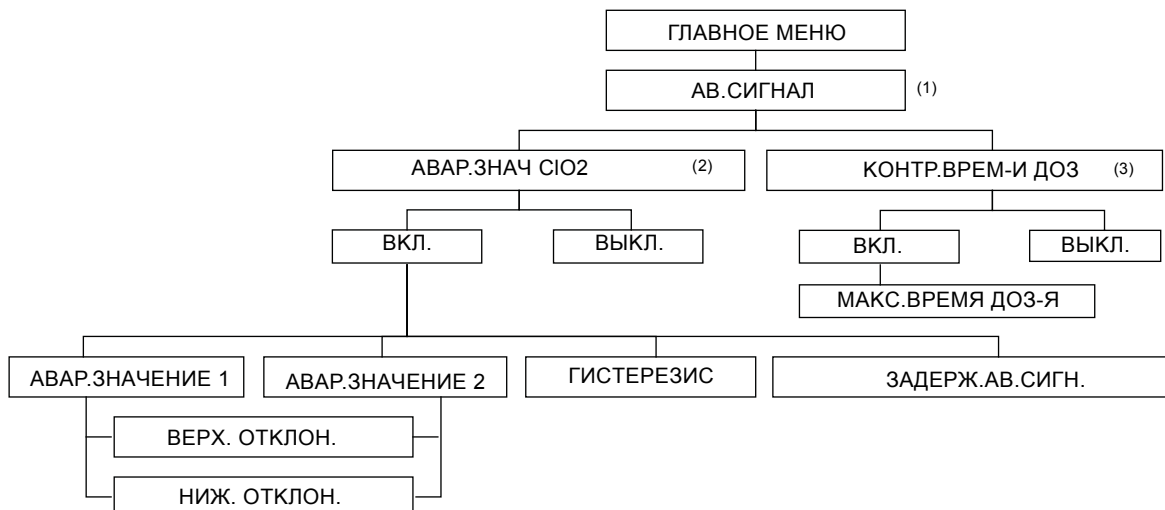 ГЛАВНОЕ МЕНЮ
АВ.СИГНАЛ (1)
АВАР.ЗНАЧ ClO2 (2)
КОНТР.ВРЕМ-И ДОЗ (3)
ВКЛ.
ВЫКЛ.
ВКЛ.
ВЫКЛ.
МАКС.ВРЕМЯ ДОЗ-Я
АВАР.ЗНАЧЕНИЕ 1
АВАР.ЗНАЧЕНИЕ 2
ГИСТЕРЕЗИС
ЗАДЕРЖ.АВ.СИГН.
ВЕРХ. ОТКЛОН.
НИЖ. ОТКЛОН.